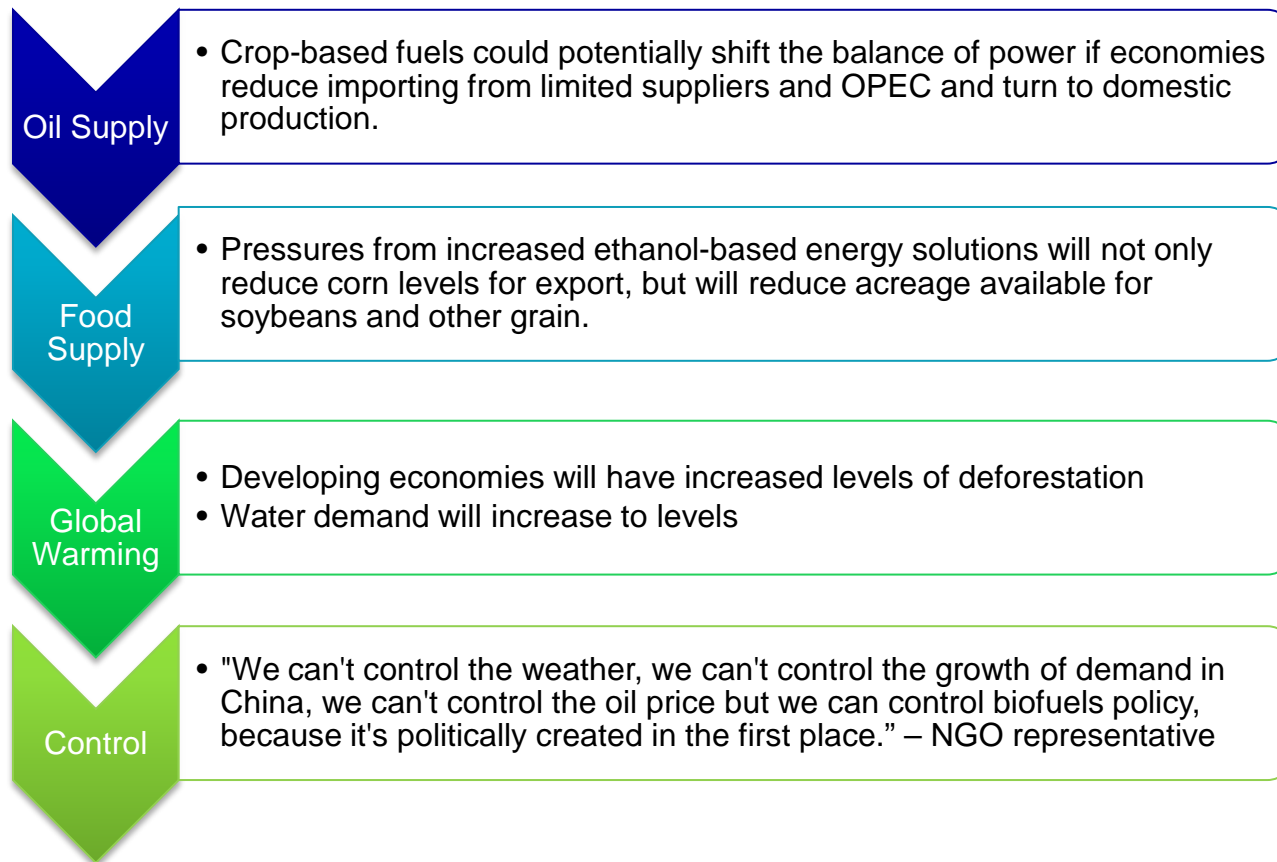 Oil Supply
• Crop-based fuels could potentially shift the balance of power if economies
reduce importing from limited suppliers and OPEC and turn to domestic
production.
Food
Supply
• Pressures from increased ethanol-based energy solutions will not only
reduce corn levels for export, but will reduce acreage available for
soybeans and other grain.
Global
Warming
• Developing economies will have increased levels of deforestation
• Water demand will increase to levels
Control
• "We can't control the weather, we can't control the growth of demand in
China, we can't control the oil price but we can control biofuels policy,
because it's politically created in the first place.” – NGO representative